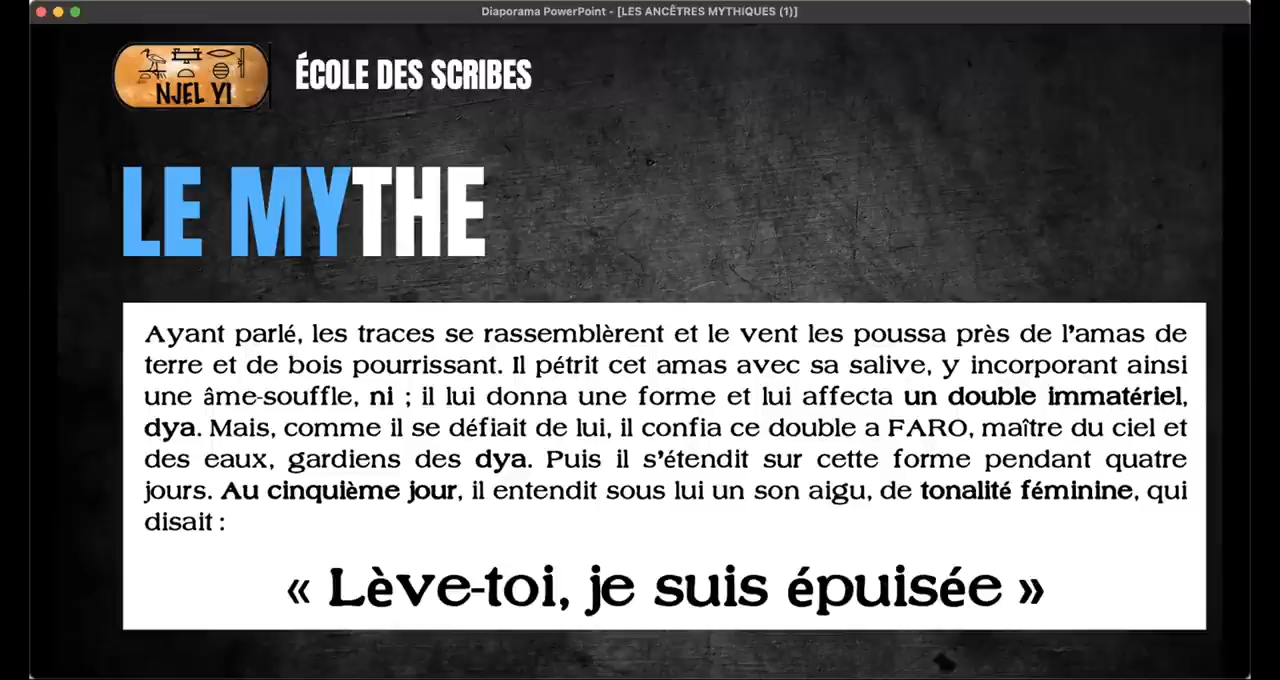 Diaporama PowerPoint - [LES ANCÊTRES MYTHIQUES (1)]
NJEL YI
ÉCOLE DES SCRIBES
LE MYTHE
Ayant parlé, les traces se rassemblèrent et le vent les poussa près de l'amas de
terre et de bois pourrissant. Il pétrit cet amas avec sa salive, y incorporant ainsi
une âme-souffle, ni ; il lui donna une forme et lui affecta un double immatériel,
dya. Mais, comme il se défiait de lui, il confia ce double a FARO, maître du ciel et
des eaux, gardiens des dya. Puis il s'étendit sur cette forme pendant quatre
jours. Au cinquième jour, il entendit sous lui un son aigu, de tonalité féminine, qui
disait :
« Lève-toi, je suis épuisée »